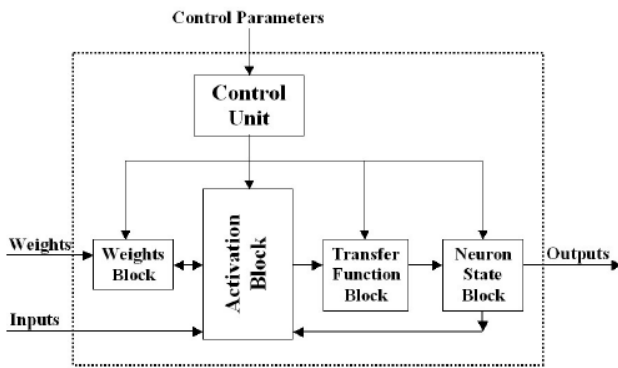 Control Parameters
Control
Unit
Weights
Weights
Block
Activation
Block
Transfer
Function
Block
Neuron
State
Block
Outputs
Inputs